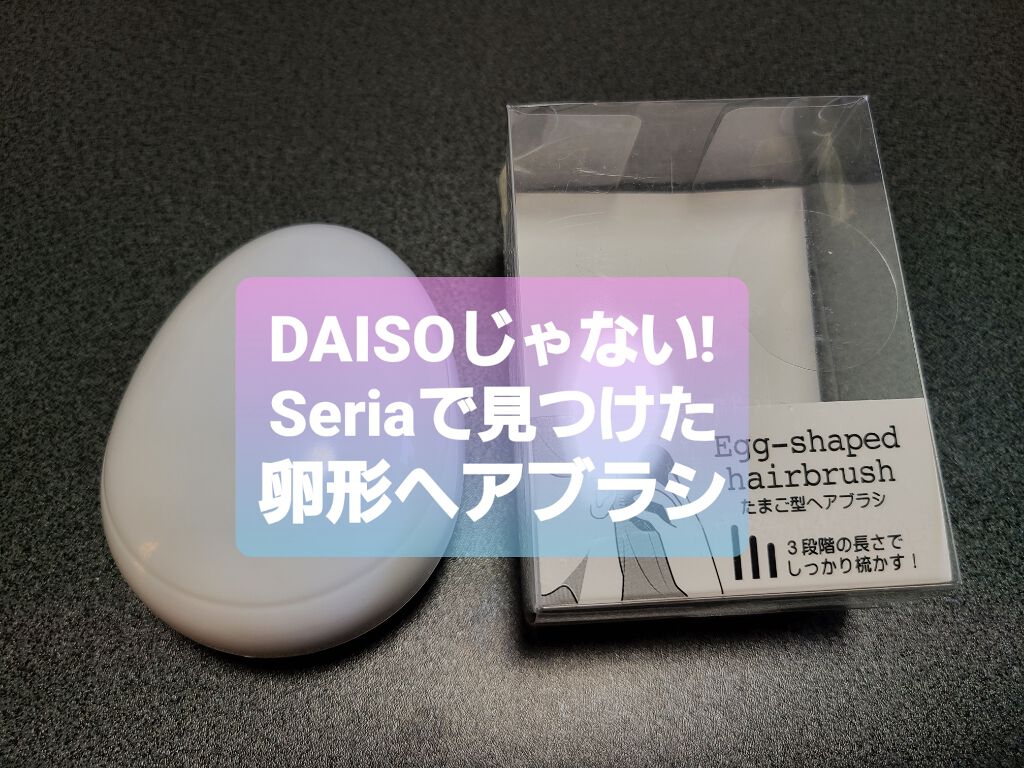 DAISOじゃない!
Seriaで見つけた
卵形ヘアブラシ
Egg-shaped
hairbrush
たまご型ヘアブラシ
3段階の長さで
しっかり梳かす!